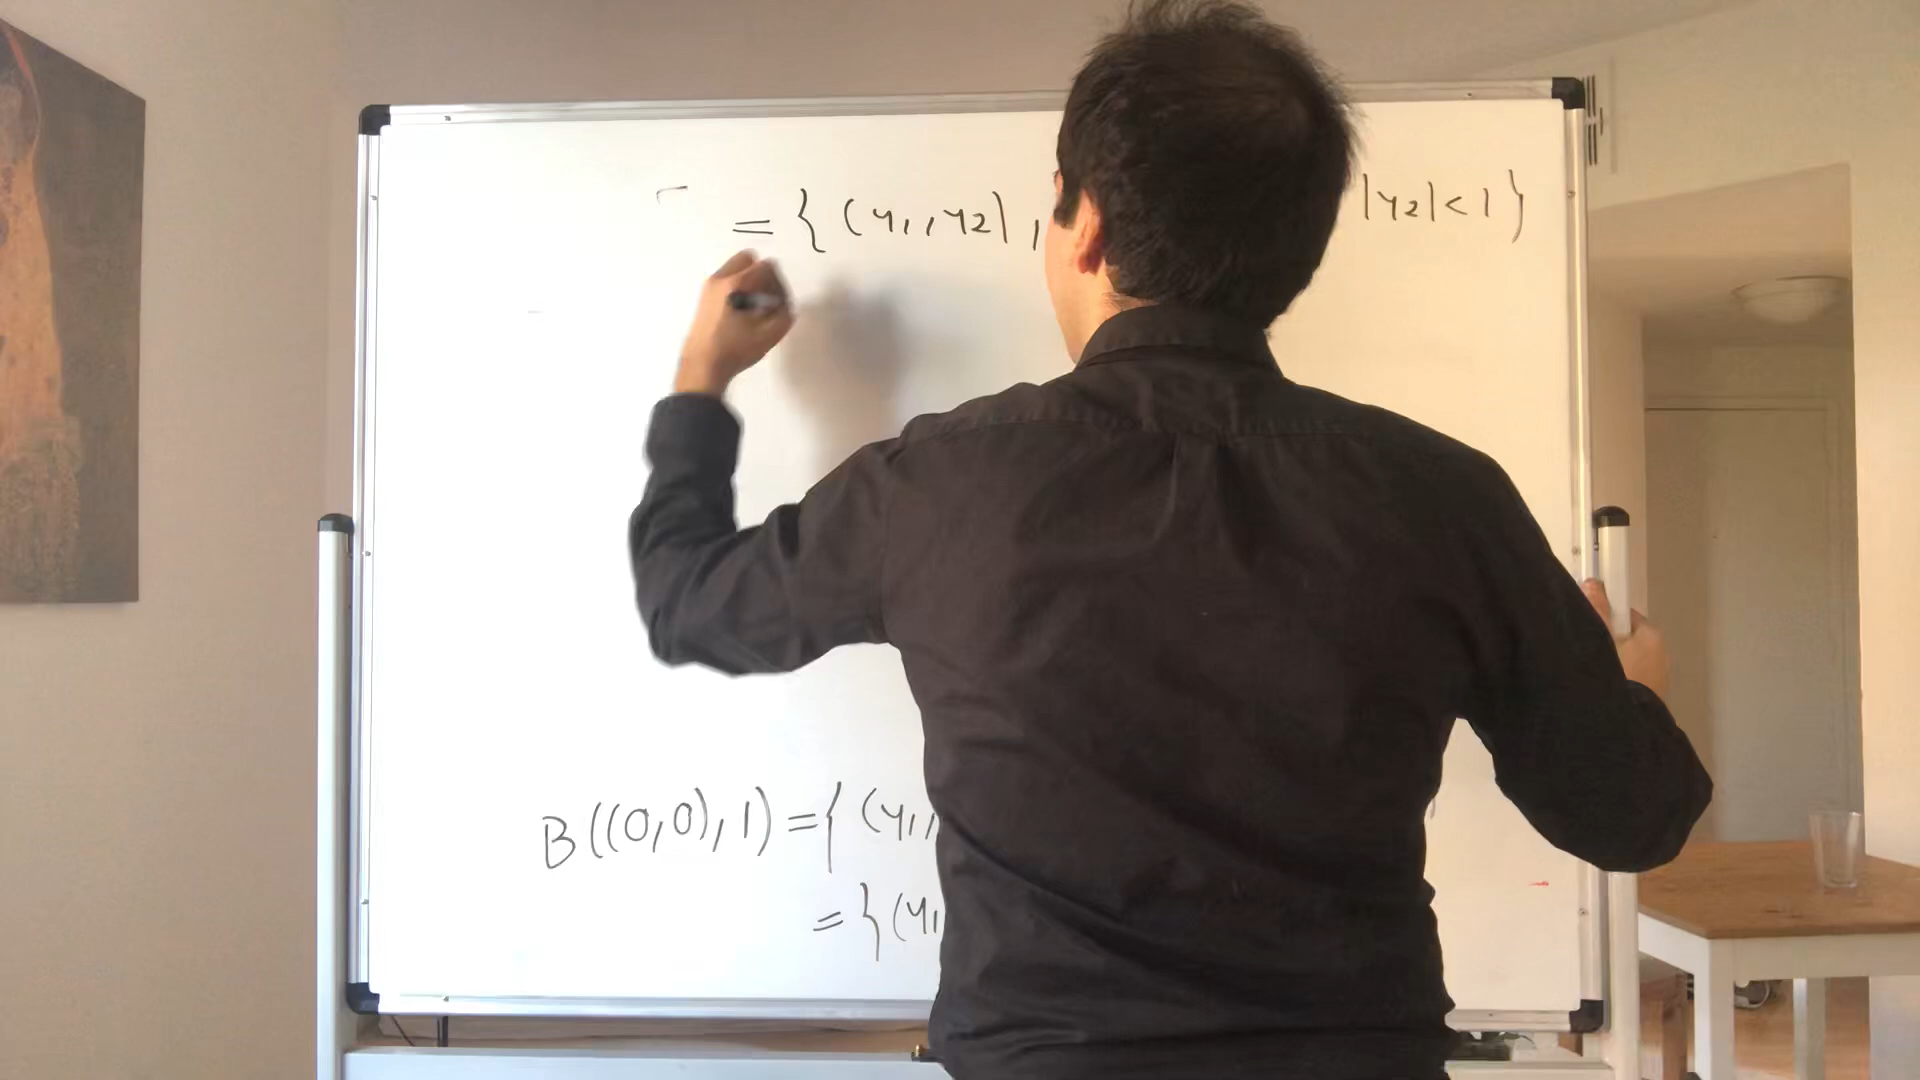 = { (y1, y2), |y2| < 1 }
B((0,0), 1) = { (y1,
= { (y1